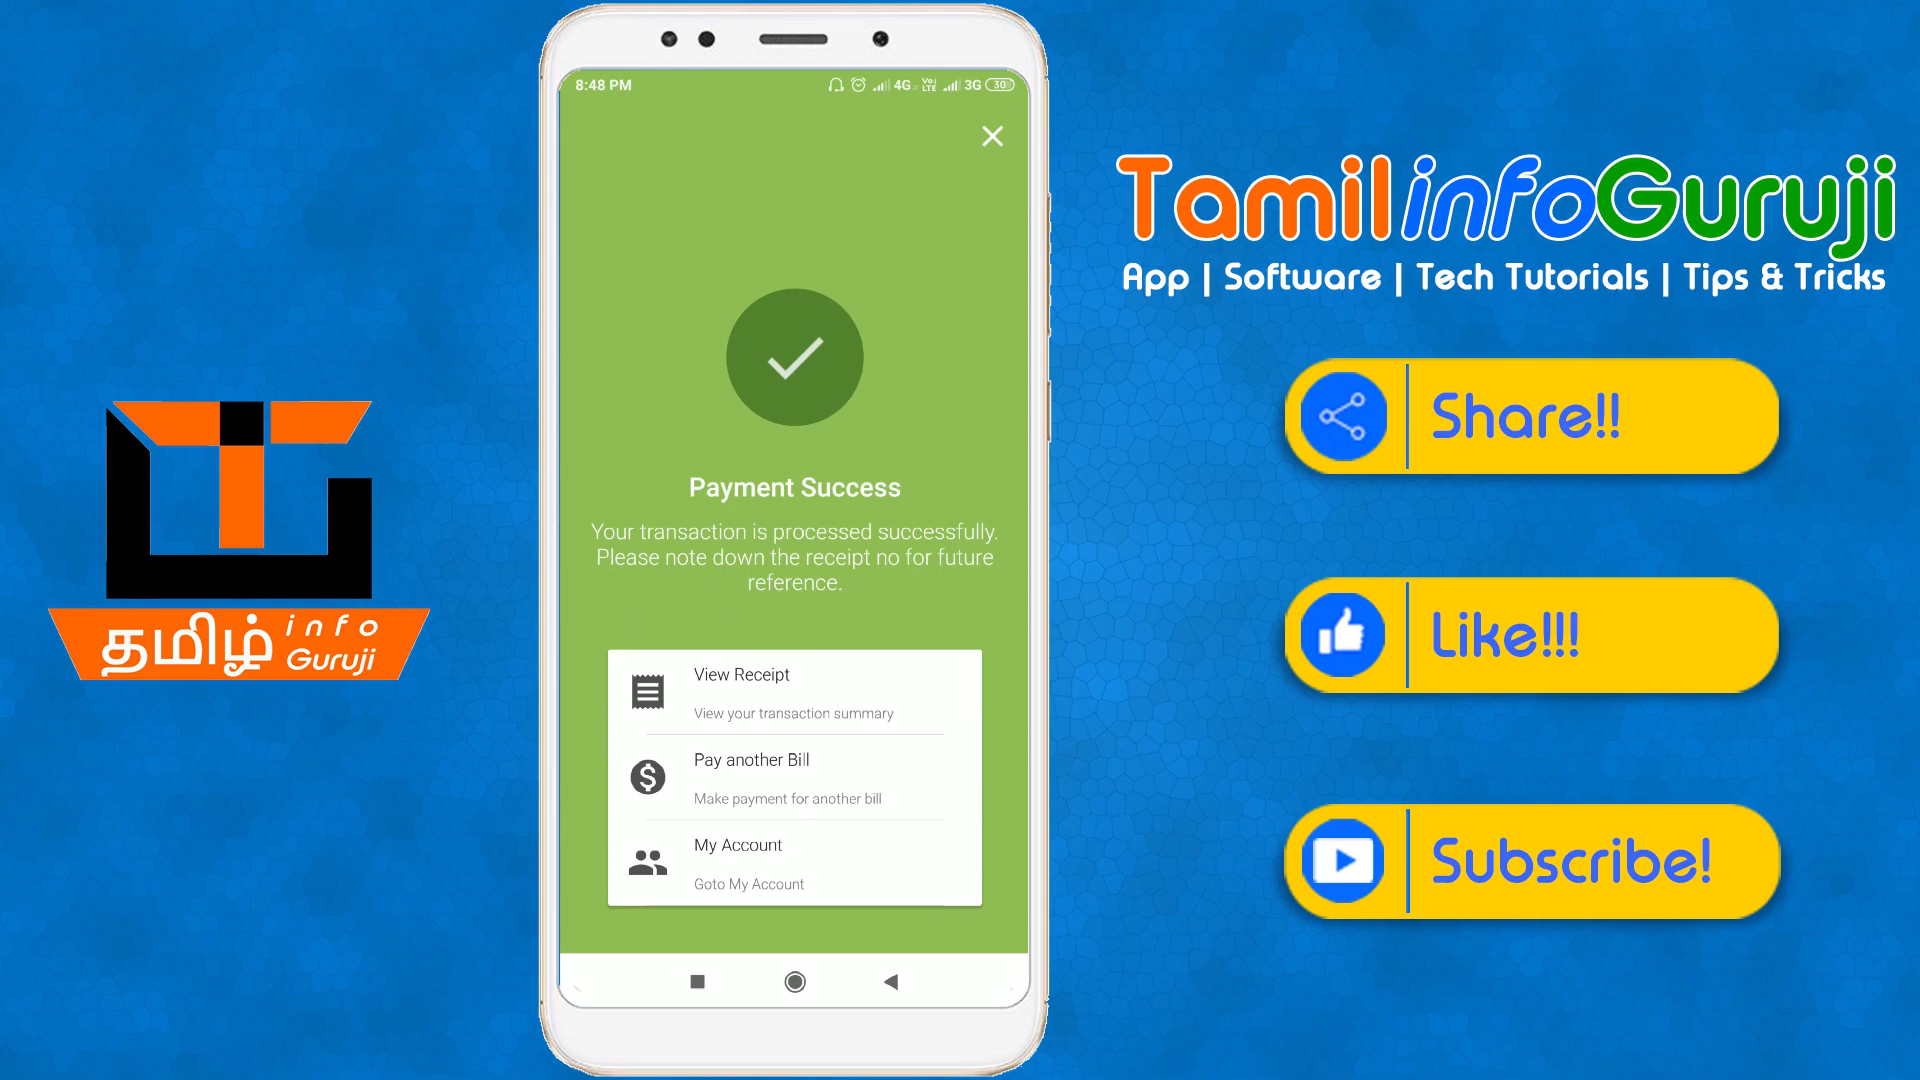 8:48 PM
4G VoLTE 3G 30
Payment Success
Your transaction is processed successfully.
Please note down the receipt no for future
reference.
View Receipt
View your transaction summary
Pay another Bill
Make payment for another bill
My Account
Goto My Account
தமிழ் info
Guruji
TamilinfoGuruji
App | Software | Tech Tutorials | Tips & Tricks
Share!!
Like!!!
Subscribe!